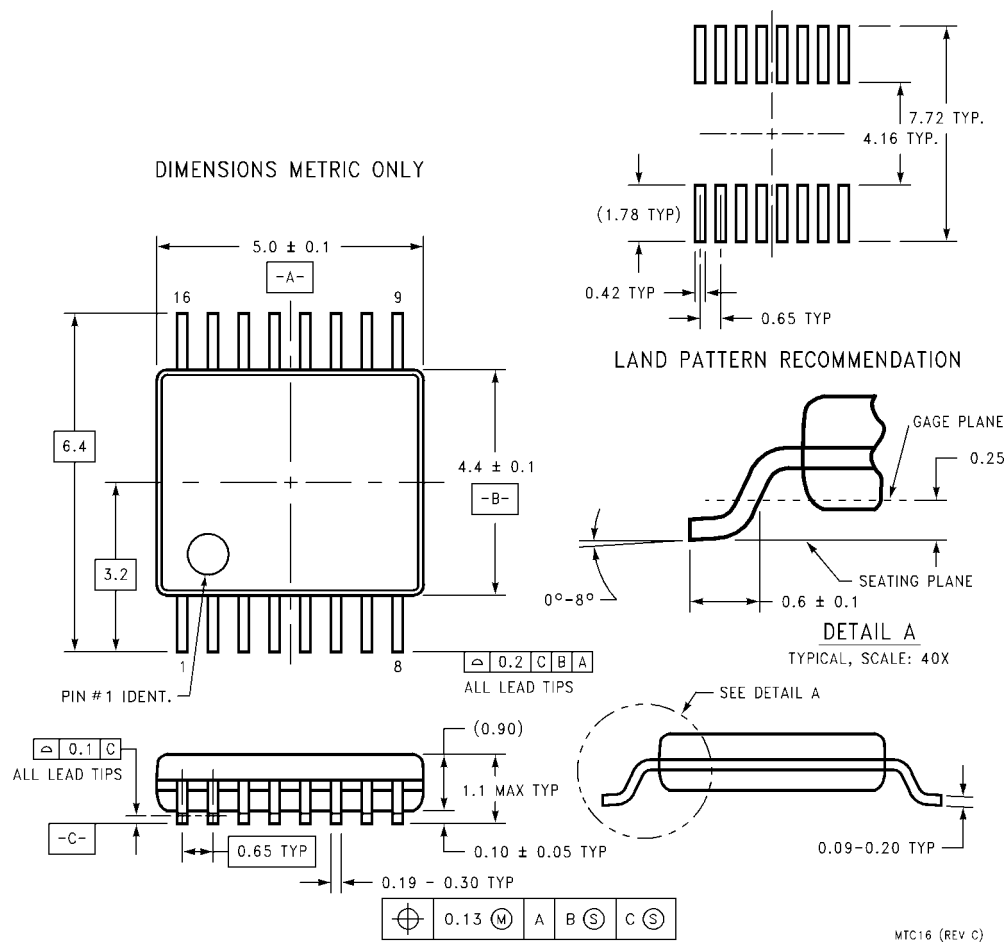 7.72 TYP.
4.16 TYP.
DIMENSIONS METRIC ONLY
(1.78 TYP)
5.0 ± 0.1
-A-
0.42 TYP
0.65 TYP
16
9
LAND PATTERN RECOMMENDATION
GAGE PLANE
6.4
4.4 ± 0.1
0.25
-B-
3.2
SEATING PLANE
0°-8°
0.6 ± 0.1
DETAIL A
TYPICAL, SCALE: 40X
1
8
⌓ 0.2 C B A
ALL LEAD TIPS
PIN #1 IDENT.
SEE DETAIL A
(0.90)
⌓ 0.1 C
ALL LEAD TIPS
1.1 MAX TYP
-C-
0.65 TYP
0.10 ± 0.05 TYP
0.09-0.20 TYP
0.19 - 0.30 TYP
⌖ 0.13 Ⓜ A B Ⓢ C Ⓢ
MTC16 (REV C)